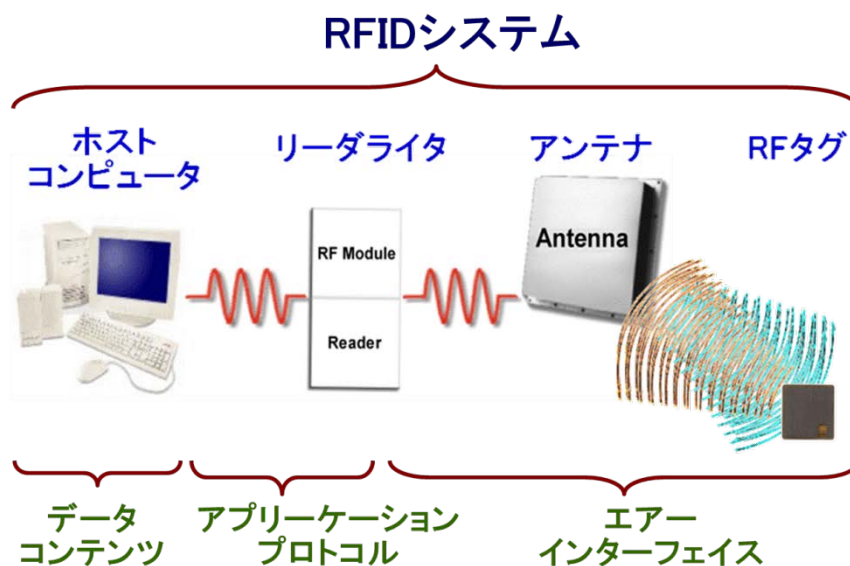 RFIDシステム
ホスト
コンピュータ
リーダライタ
アンテナ
RFタグ
RF Module
Reader
Antenna
データ
コンテンツ
アプリーケーション
プロトコル
エアー
インターフェイス